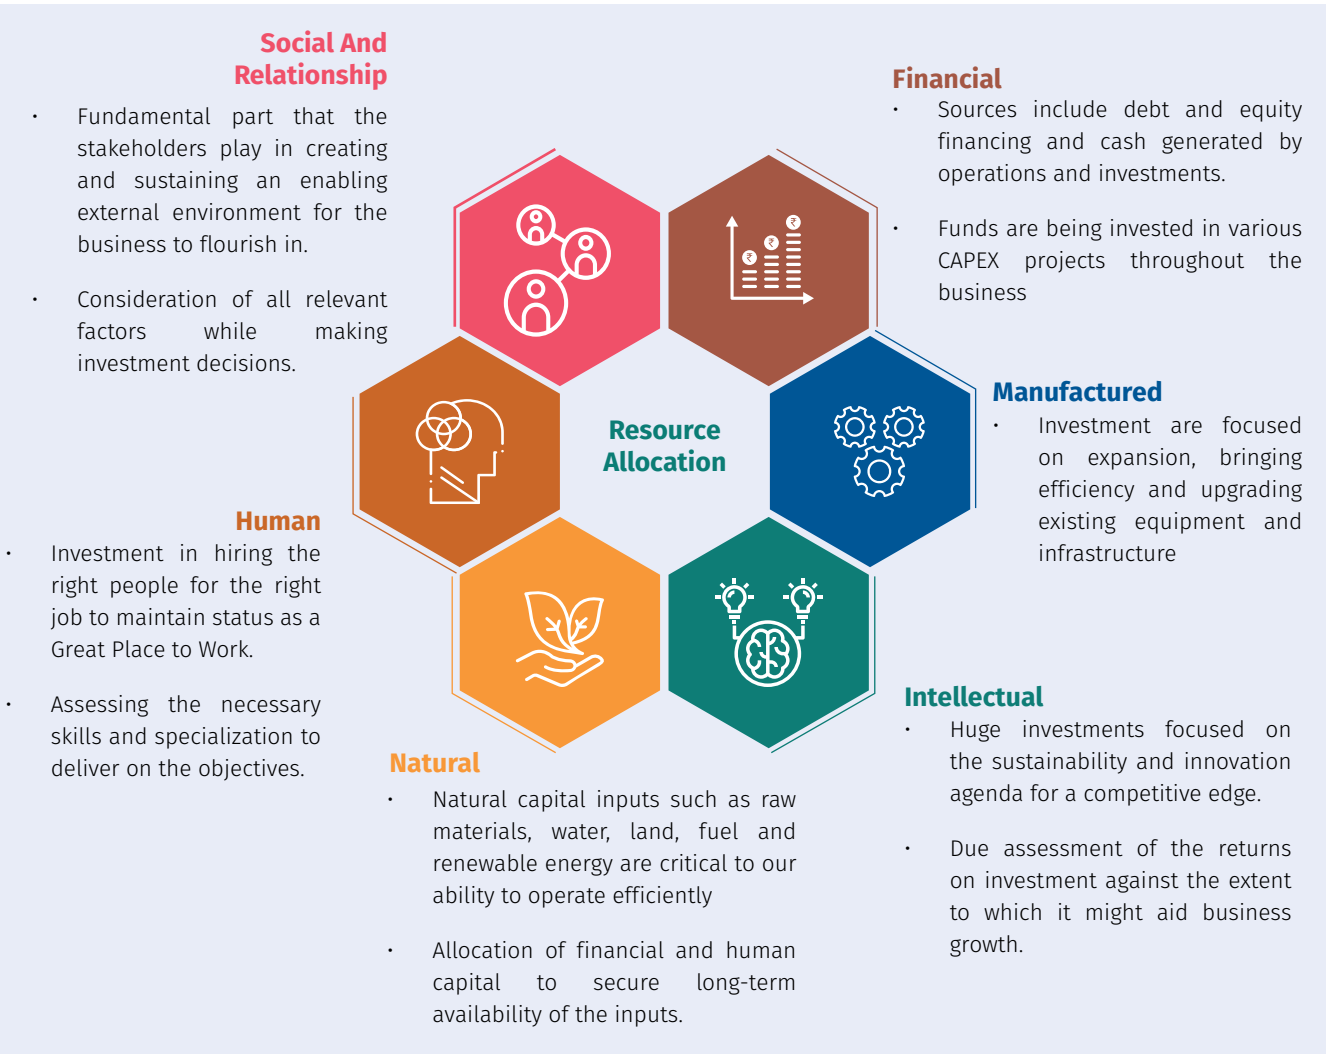 Social And
Relationship
• Fundamental part that the
stakeholders play in creating
and sustaining an enabling
external environment for the
business to flourish in.
• Consideration of all relevant
factors while making
investment decisions.
Financial
• Sources include debt and equity
financing and cash generated by
operations and investments.
• Funds are being invested in various
CAPEX projects throughout the
business
Resource
Allocation
Manufactured
• Investment are focused
on expansion, bringing
efficiency and upgrading
existing equipment and
infrastructure
Human
• Investment in hiring the
right people for the right
job to maintain status as a
Great Place to Work.
• Assessing the necessary
skills and specialization to
deliver on the objectives.
Intellectual
• Huge investments focused on
the sustainability and innovation
agenda for a competitive edge.
• Due assessment of the returns
on investment against the extent
to which it might aid business
growth.
Natural
• Natural capital inputs such as raw
materials, water, land, fuel and
renewable energy are critical to our
ability to operate efficiently
• Allocation of financial and human
capital to secure long-term
availability of the inputs.